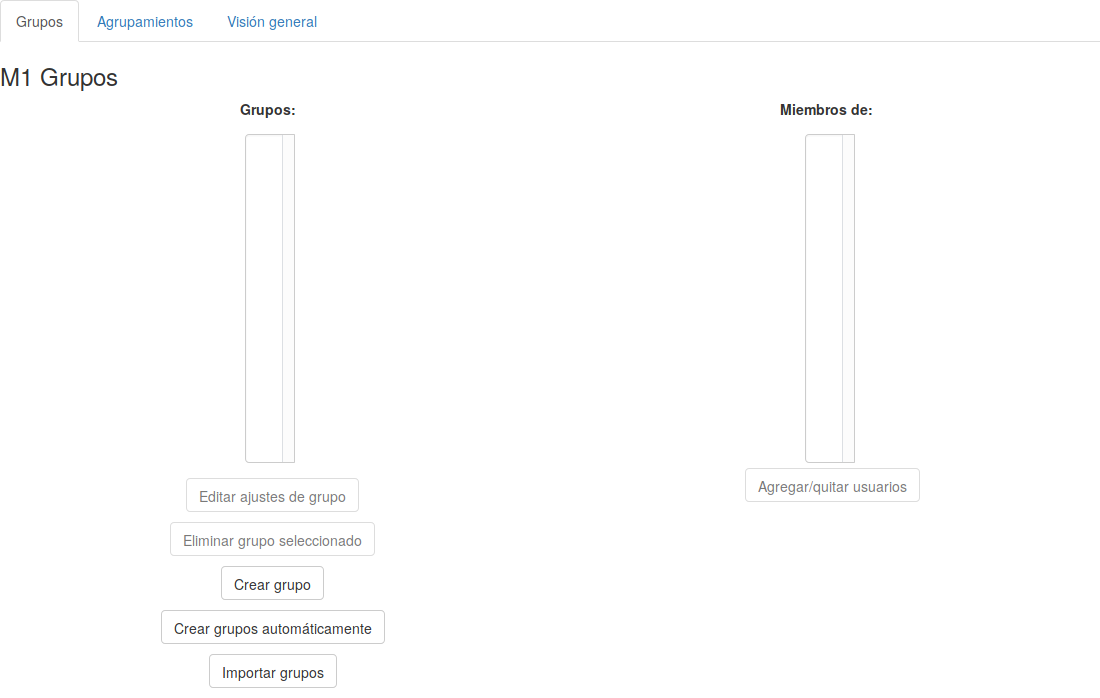 Grupos Agrupamientos Visión general
M1 Grupos
Grupos:
Editar ajustes de grupo
Eliminar grupo seleccionado
Crear grupo
Crear grupos automáticamente
Importar grupos
Miembros de:
Agregar/quitar usuarios